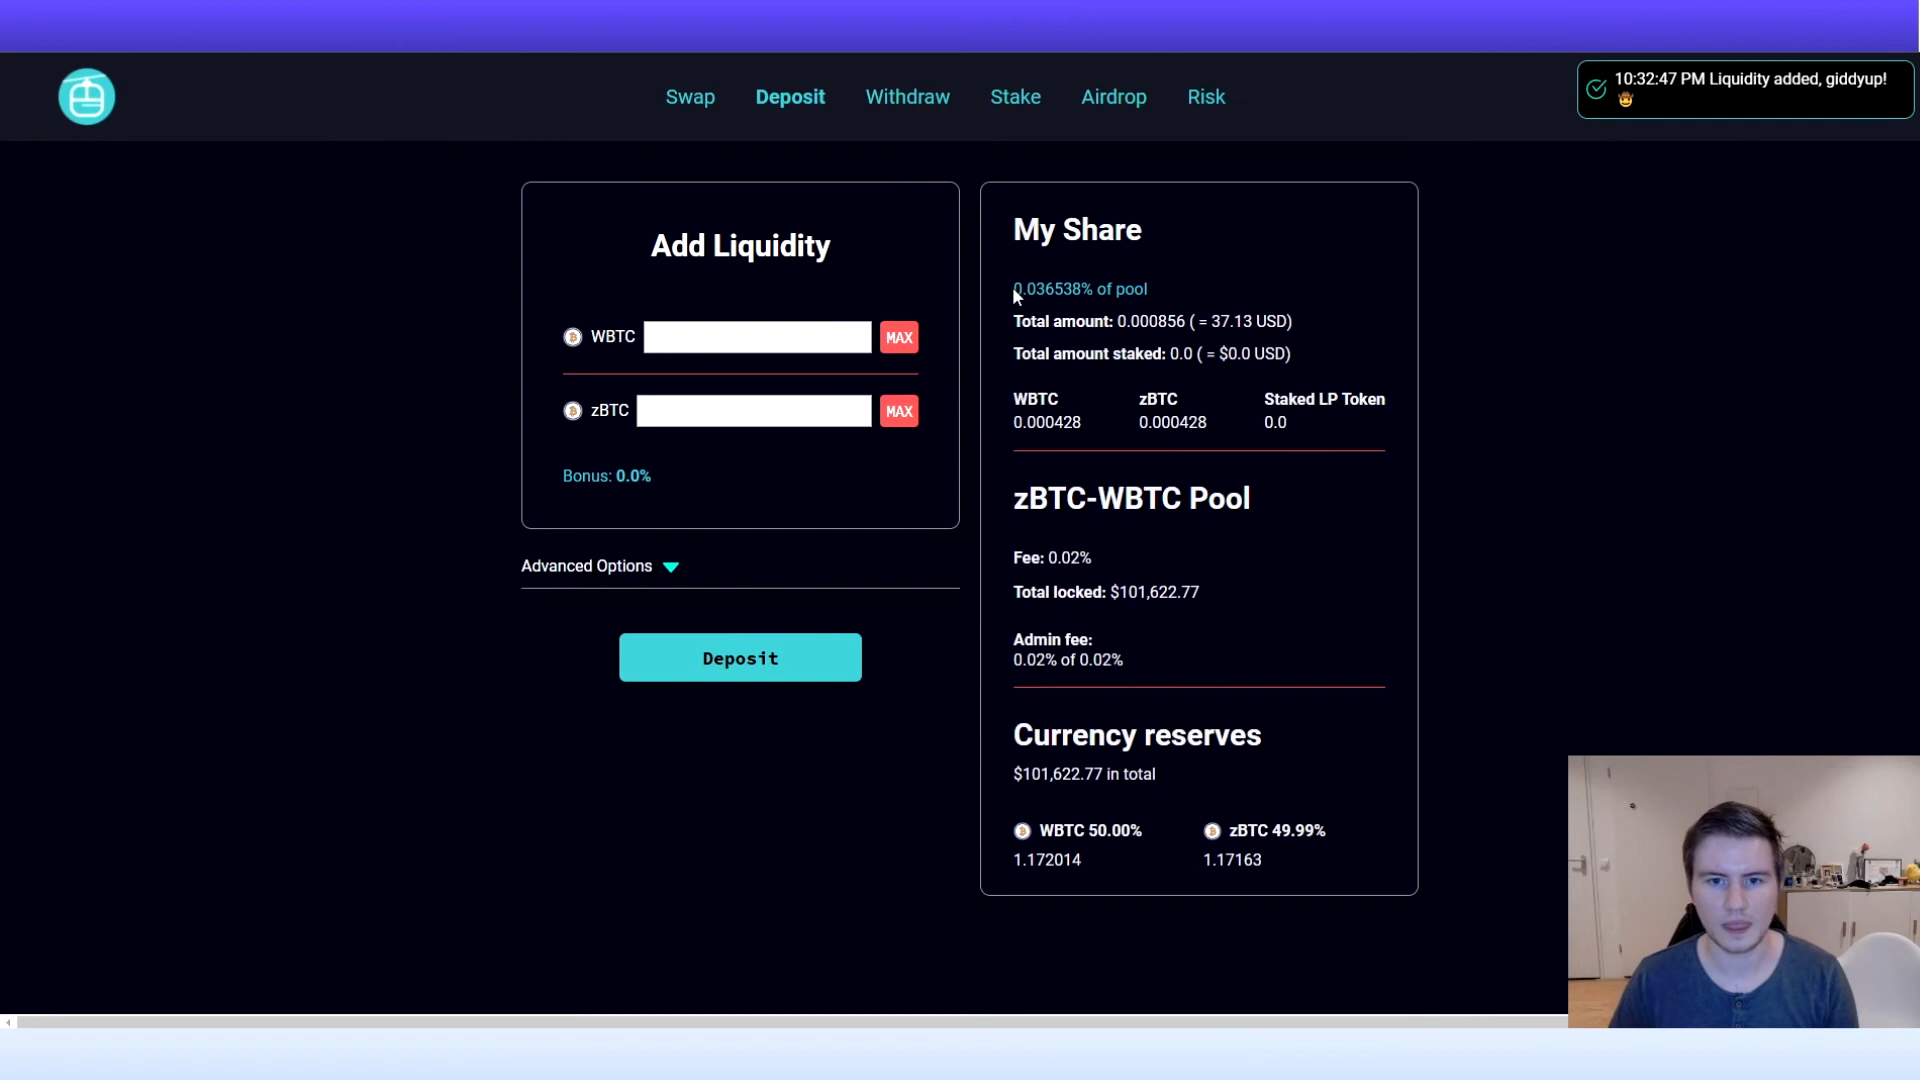 Swap Deposit Withdraw Stake Airdrop Risk
10:32:47 PM Liquidity added, giddyup!
🤠
Add Liquidity
WBTC MAX
zBTC MAX
Bonus: 0.0%
Advanced Options
Deposit
My Share
0.036538% of pool
Total amount: 0.000856 ( = 37.13 USD)
Total amount staked: 0.0 ( = $0.0 USD)
WBTC zBTC Staked LP Token
0.000428 0.000428 0.0
zBTC-WBTC Pool
Fee: 0.02%
Total locked: $101,622.77
Admin fee:
0.02% of 0.02%
Currency reserves
$101,622.77 in total
WBTC 50.00% zBTC 49.99%
1.172014 1.17163